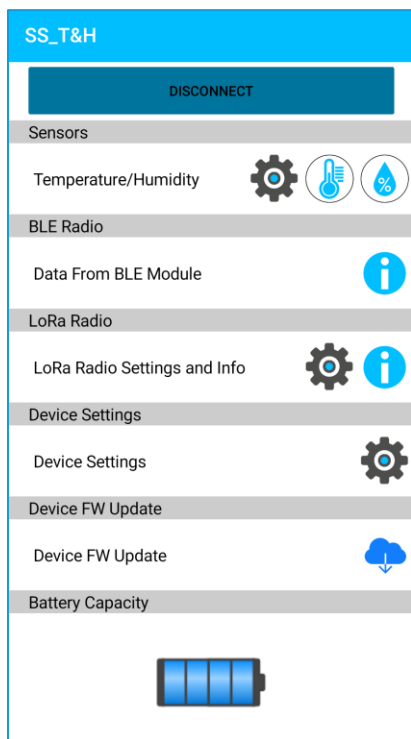 SS_T&H
DISCONNECT
Sensors
Temperature/Humidity
%
BLE Radio
Data From BLE Module
i
LoRa Radio
LoRa Radio Settings and Info
i
Device Settings
Device Settings
Device FW Update
Device FW Update
Battery Capacity